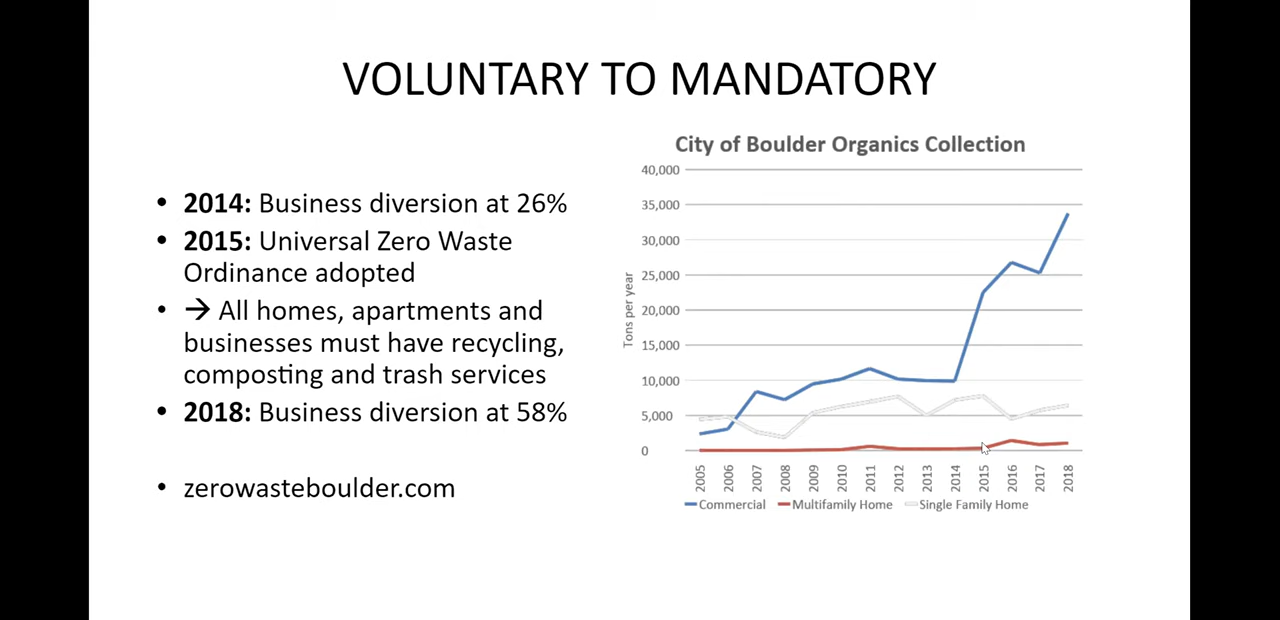 VOLUNTARY TO MANDATORY
• 2014: Business diversion at 26%
• 2015: Universal Zero Waste
Ordinance adopted
• → All homes, apartments and
businesses must have recycling,
composting and trash services
• 2018: Business diversion at 58%
• zerowasteboulder.com
City of Boulder Organics Collection
Tons per year
40,000
35,000
30,000
25,000
20,000
15,000
10,000
5,000
0
2005 2006 2007 2008 2009 2010 2011 2012 2013 2014 2015 2016 2017 2018
Commercial Multifamily Home Single Family Home